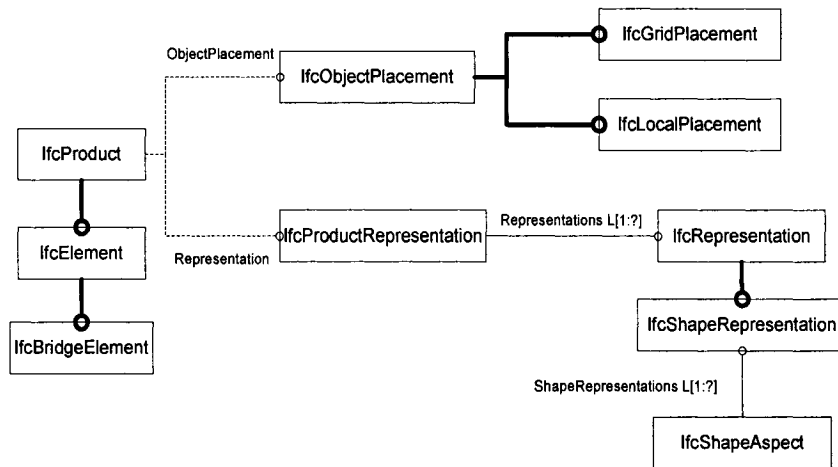 IfcGridPlacement
ObjectPlacement
IfcObjectPlacement
IfcLocalPlacement
IfcProduct
Representations L[1:?]
IfcProductRepresentation
IfcRepresentation
IfcElement
Representation
IfcShapeRepresentation
IfcBridgeElement
ShapeRepresentations L[1:?]
IfcShapeAspect